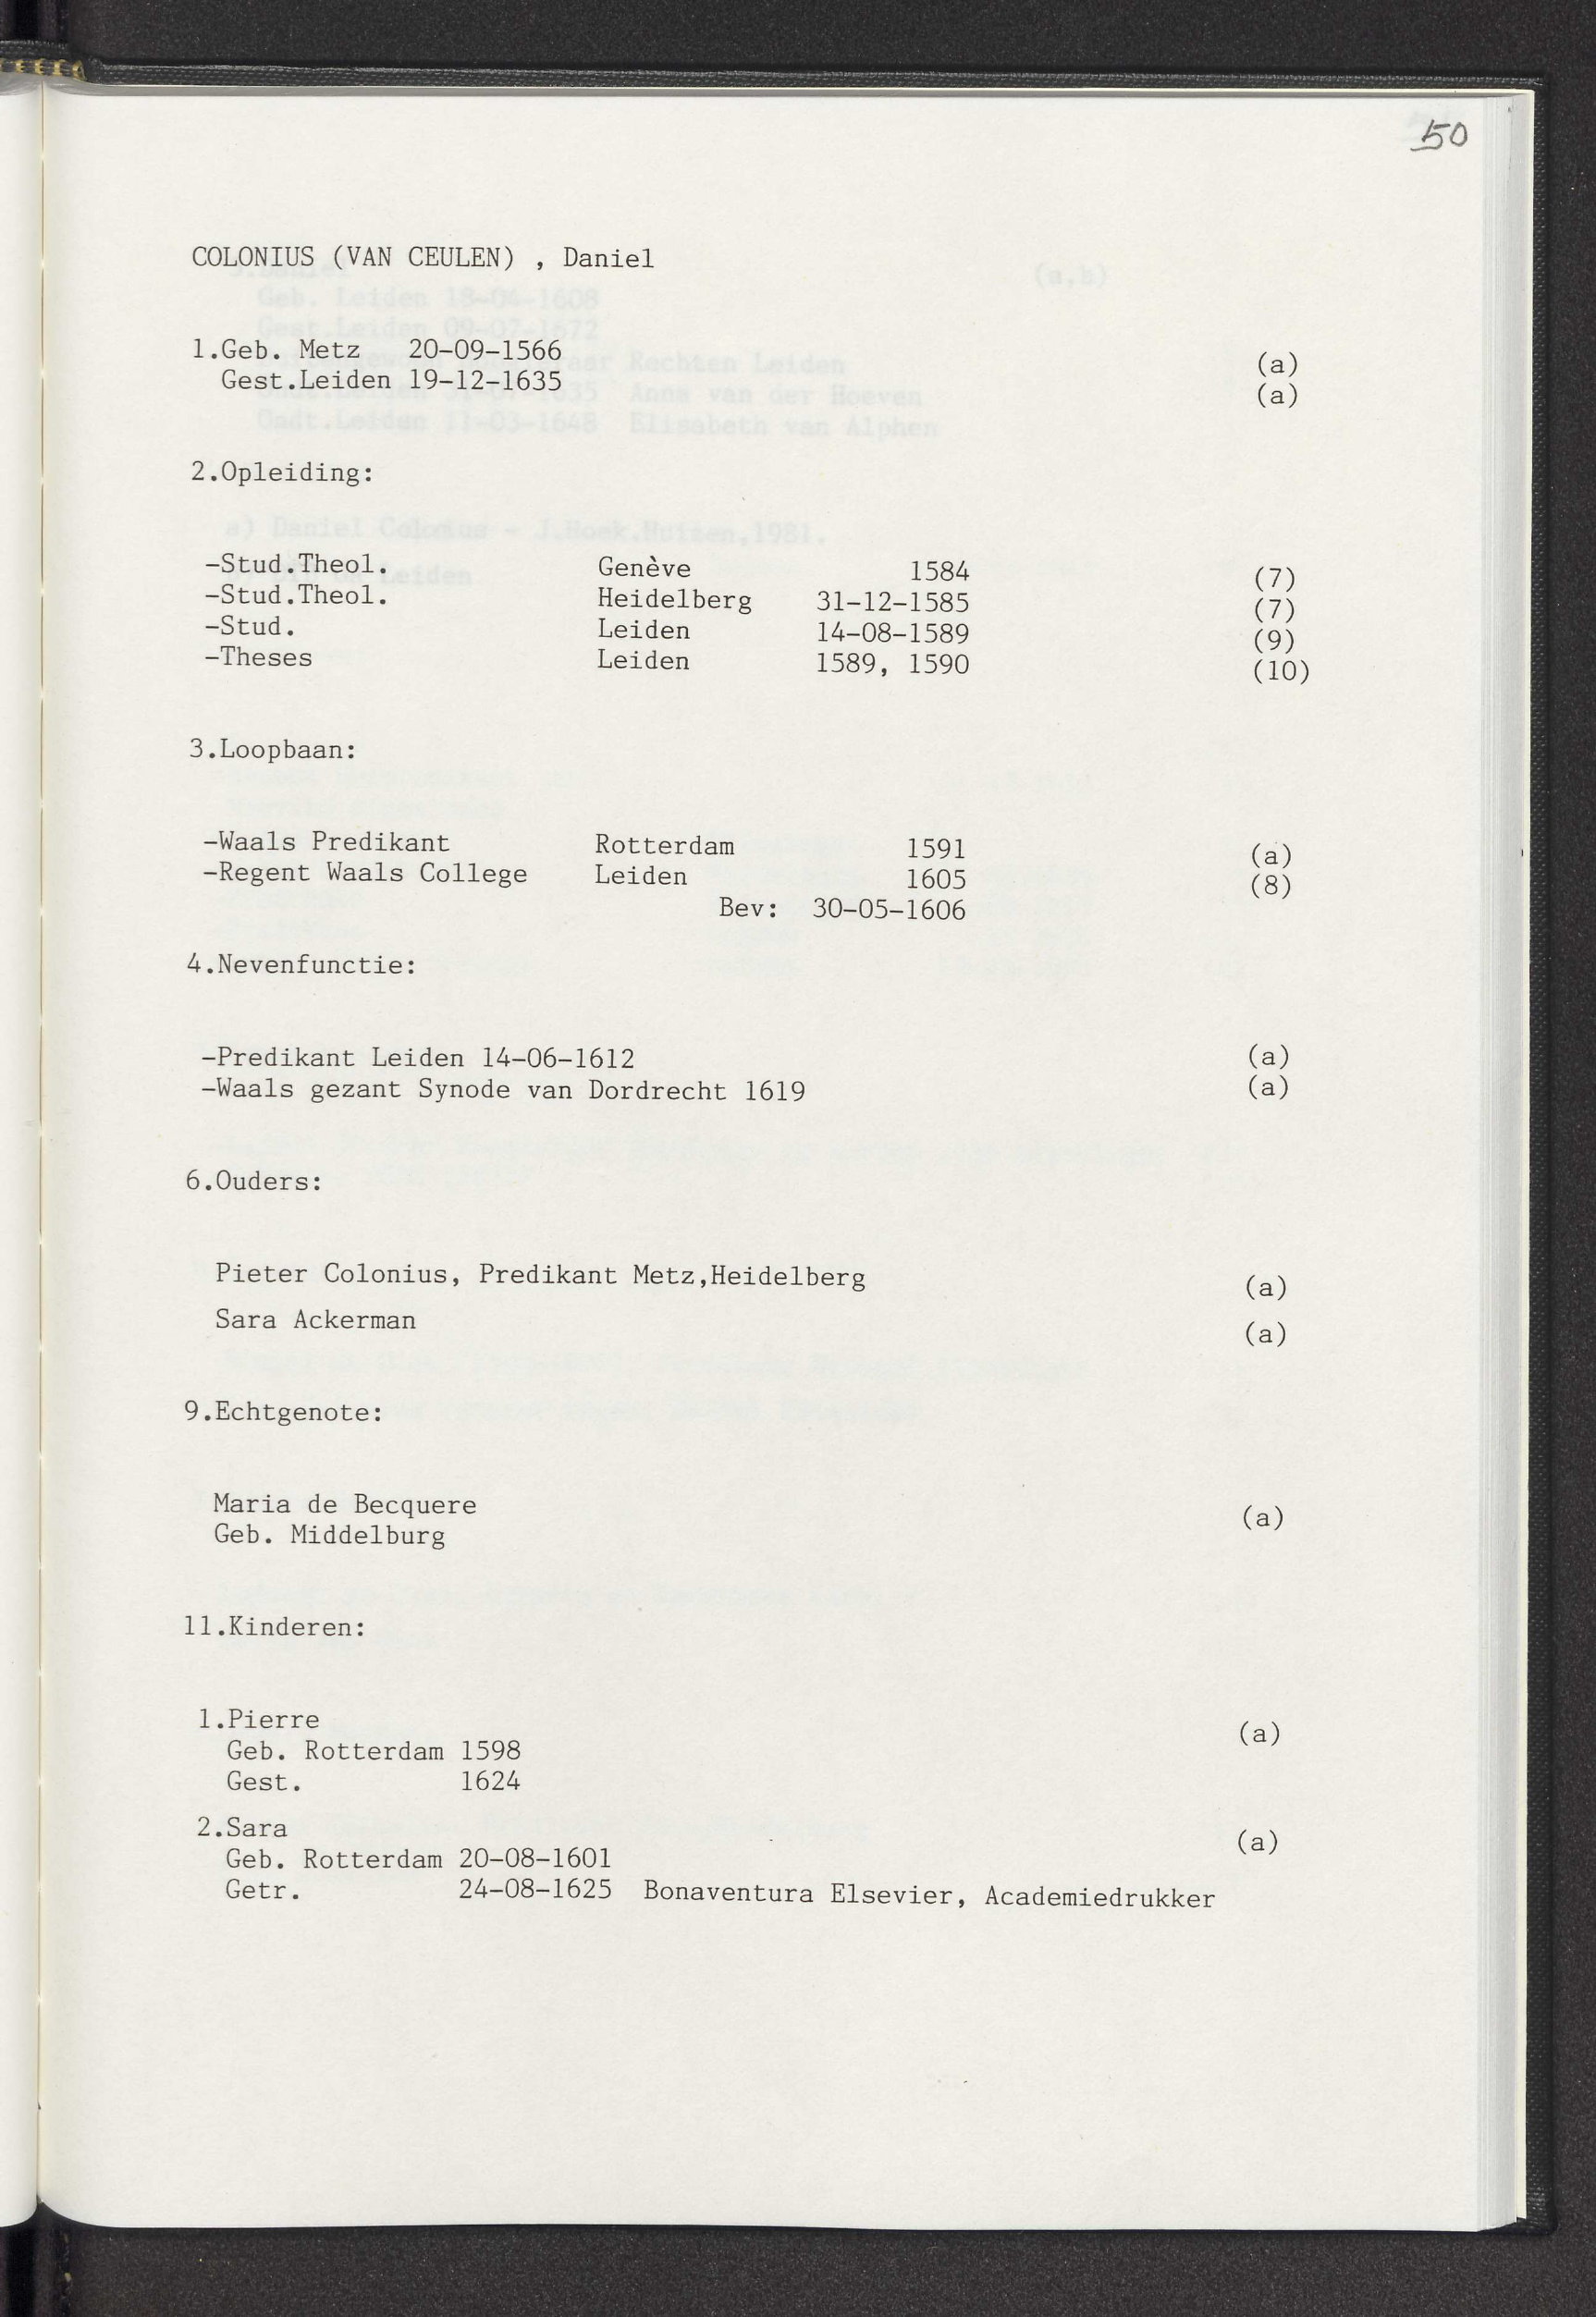 50
COLONIUS (VAN CEULEN) , Daniel
1.Geb. Metz 20-09-1566 (a)
Gest.Leiden 19-12-1635 (a)
2.Opleiding:
-Stud.Theol. Genève 1584 (7)
-Stud.Theol. Heidelberg 31-12-1585 (7)
-Stud. Leiden 14-08-1589 (9)
-Theses Leiden 1589, 1590 (10)
3.Loopbaan:
-Waals Predikant Rotterdam 1591 (a)
-Regent Waals College Leiden 1605 (8)
Bev: 30-05-1606
4.Nevenfunctie:
-Predikant Leiden 14-06-1612 (a)
-Waals gezant Synode van Dordrecht 1619 (a)
6.Ouders:
Pieter Colonius, Predikant Metz,Heidelberg (a)
Sara Ackerman (a)
9.Echtgenote:
Maria de Becquere (a)
Geb. Middelburg
11.Kinderen:
1.Pierre (a)
Geb. Rotterdam 1598
Gest. 1624
2.Sara (a)
Geb. Rotterdam 20-08-1601
Getr. 24-08-1625 Bonaventura Elsevier, Academiedrukker